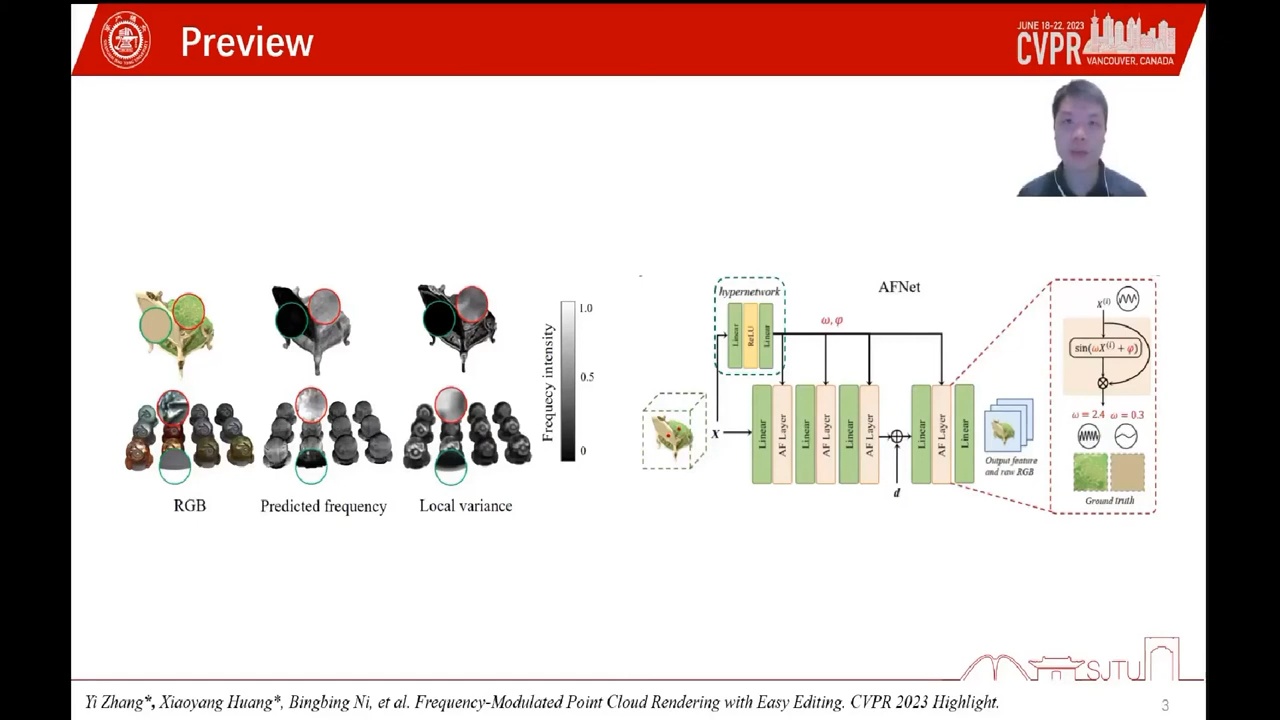 Preview
JUNE 18-22, 2023
CVPR
VANCOUVER, CANADA
AFNet
hypernetwork
Linear
ReLU
Linear
ω, φ
X
Linear
AF Layer
Linear
AF Layer
Linear
AF Layer
d
Linear
AF Layer
Linear
Output feature
and raw RGB
X(i)
sin(ωX(i) + φ)
ω = 2.4 ω = 0.3
Ground truth
Frequecy intensity
1.0
0.5
0
RGB
Predicted frequency
Local variance
SJTU
Yi Zhang*, Xiaoyang Huang*, Bingbing Ni, et al. Frequency-Modulated Point Cloud Rendering with Easy Editing. CVPR 2023 Highlight.
3